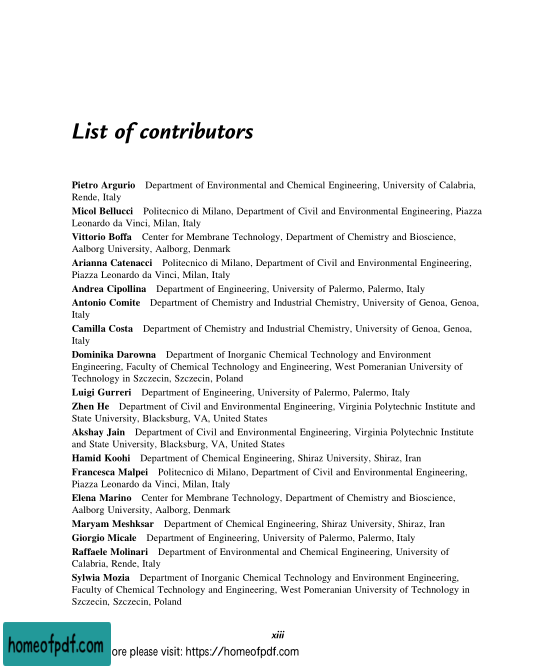 List of contributors
Pietro Argurio Department of Environmental and Chemical Engineering, University of Calabria,
Rende, Italy
Micol Bellucci Politecnico di Milano, Department of Civil and Environmental Engineering, Piazza
Leonardo da Vinci, Milan, Italy
Vittorio Boffa Center for Membrane Technology, Department of Chemistry and Bioscience,
Aalborg University, Aalborg, Denmark
Arianna Catenacci Politecnico di Milano, Department of Civil and Environmental Engineering,
Piazza Leonardo da Vinci, Milan, Italy
Andrea Cipollina Department of Engineering, University of Palermo, Palermo, Italy
Antonio Comite Department of Chemistry and Industrial Chemistry, University of Genoa, Genoa,
Italy
Camilla Costa Department of Chemistry and Industrial Chemistry, University of Genoa, Genoa,
Italy
Dominika Darowna Department of Inorganic Chemical Technology and Environment
Engineering, Faculty of Chemical Technology and Engineering, West Pomeranian University of
Technology in Szczecin, Szczecin, Poland
Luigi Gurreri Department of Engineering, University of Palermo, Palermo, Italy
Zhen He Department of Civil and Environmental Engineering, Virginia Polytechnic Institute and
State University, Blacksburg, VA, United States
Akshay Jain Department of Civil and Environmental Engineering, Virginia Polytechnic Institute
and State University, Blacksburg, VA, United States
Hamid Koohi Department of Chemical Engineering, Shiraz University, Shiraz, Iran
Francesca Malpei Politecnico di Milano, Department of Civil and Environmental Engineering,
Piazza Leonardo da Vinci, Milan, Italy
Elena Marino Center for Membrane Technology, Department of Chemistry and Bioscience,
Aalborg University, Aalborg, Denmark
Maryam Meshksar Department of Chemical Engineering, Shiraz University, Shiraz, Iran
Giorgio Micale Department of Engineering, University of Palermo, Palermo, Italy
Raffaele Molinari Department of Environmental and Chemical Engineering, University of
Calabria, Rende, Italy
Sylwia Mozia Department of Inorganic Chemical Technology and Environment Engineering,
Faculty of Chemical Technology and Engineering, West Pomeranian University of Technology in
Szczecin, Szczecin, Poland
xiii
homeofpdf.com
ore please visit: https://homeofpdf.com